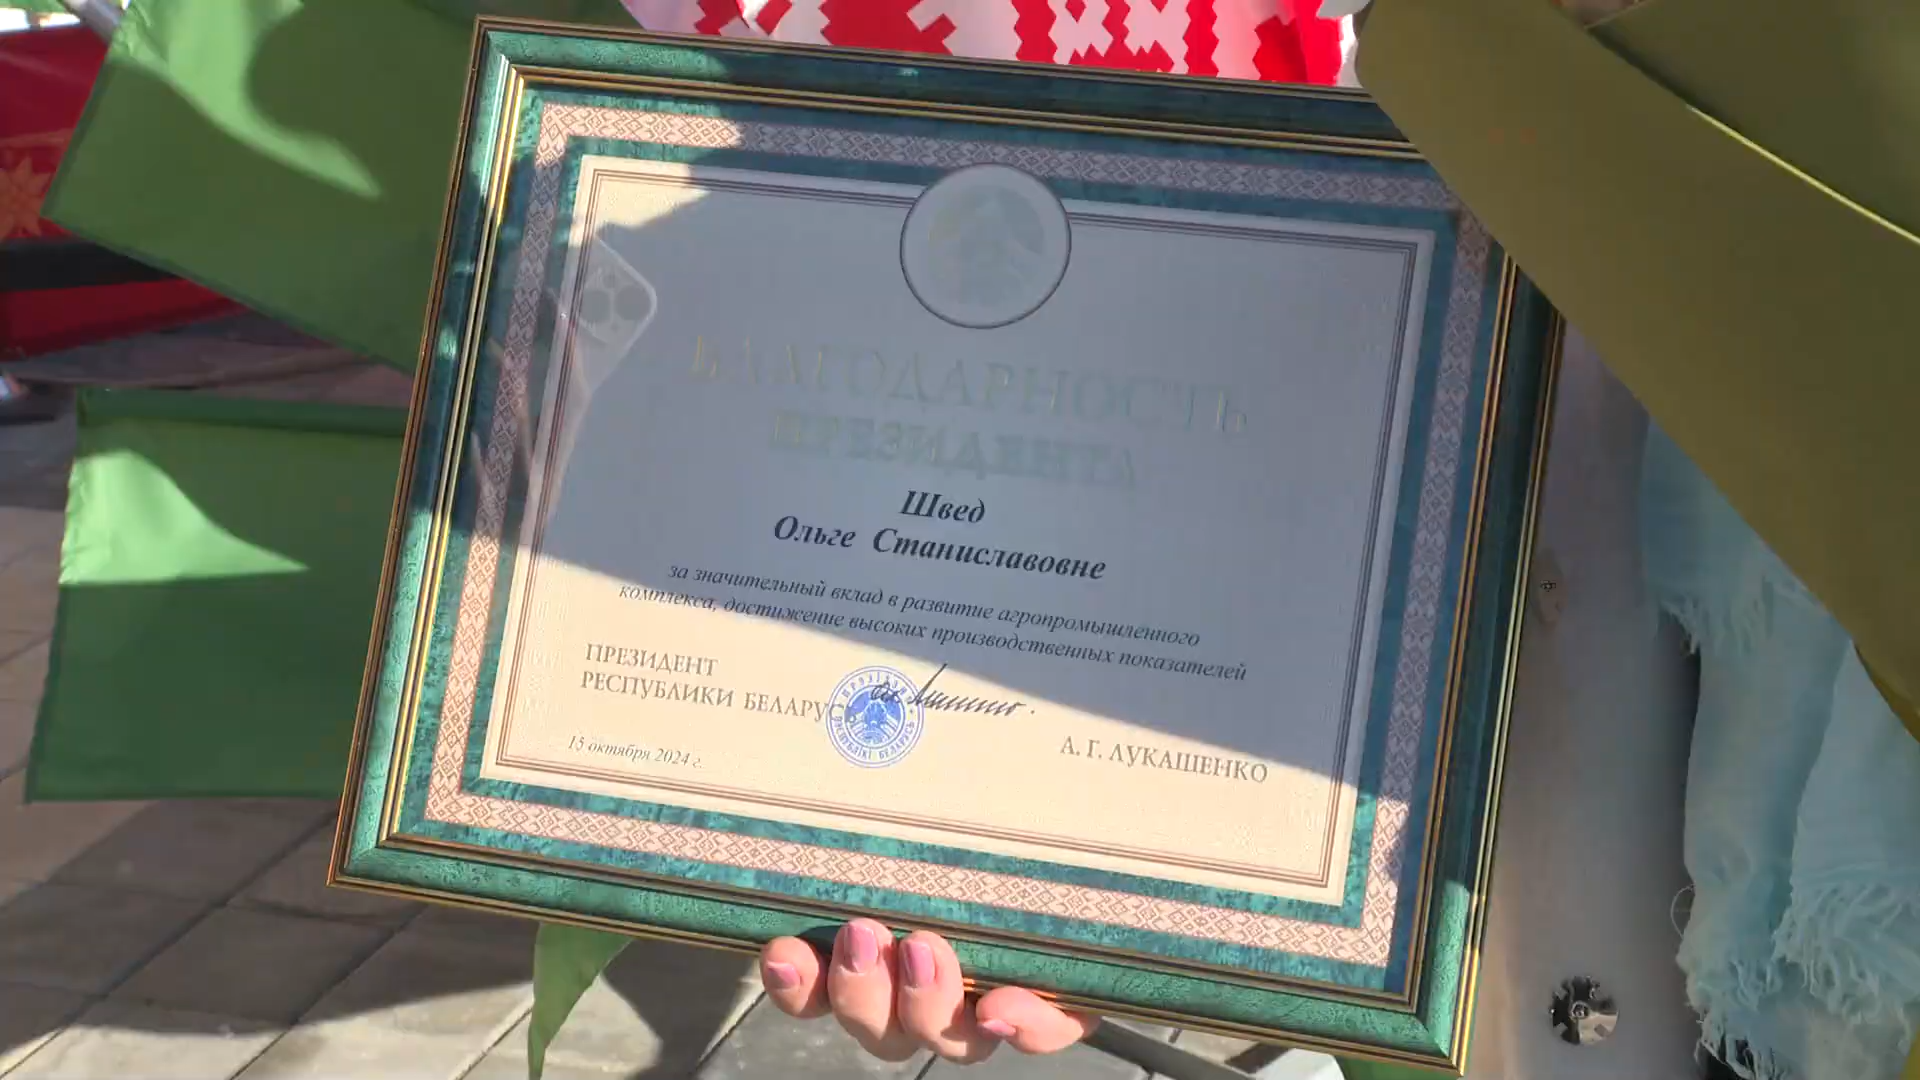 БЛАГОДАРНОСТЬ
ПРЕЗИДЕНТА
Швед
Ольге Станиславовне
за значительный вклад в развитие агропромышленного
комплекса, достижение высоких производственных показателей
ПРЕЗИДЕНТ
РЕСПУБЛИКИ БЕЛАРУСЬ
А. Г. ЛУКАШЕНКО
15 октября 2024 г.